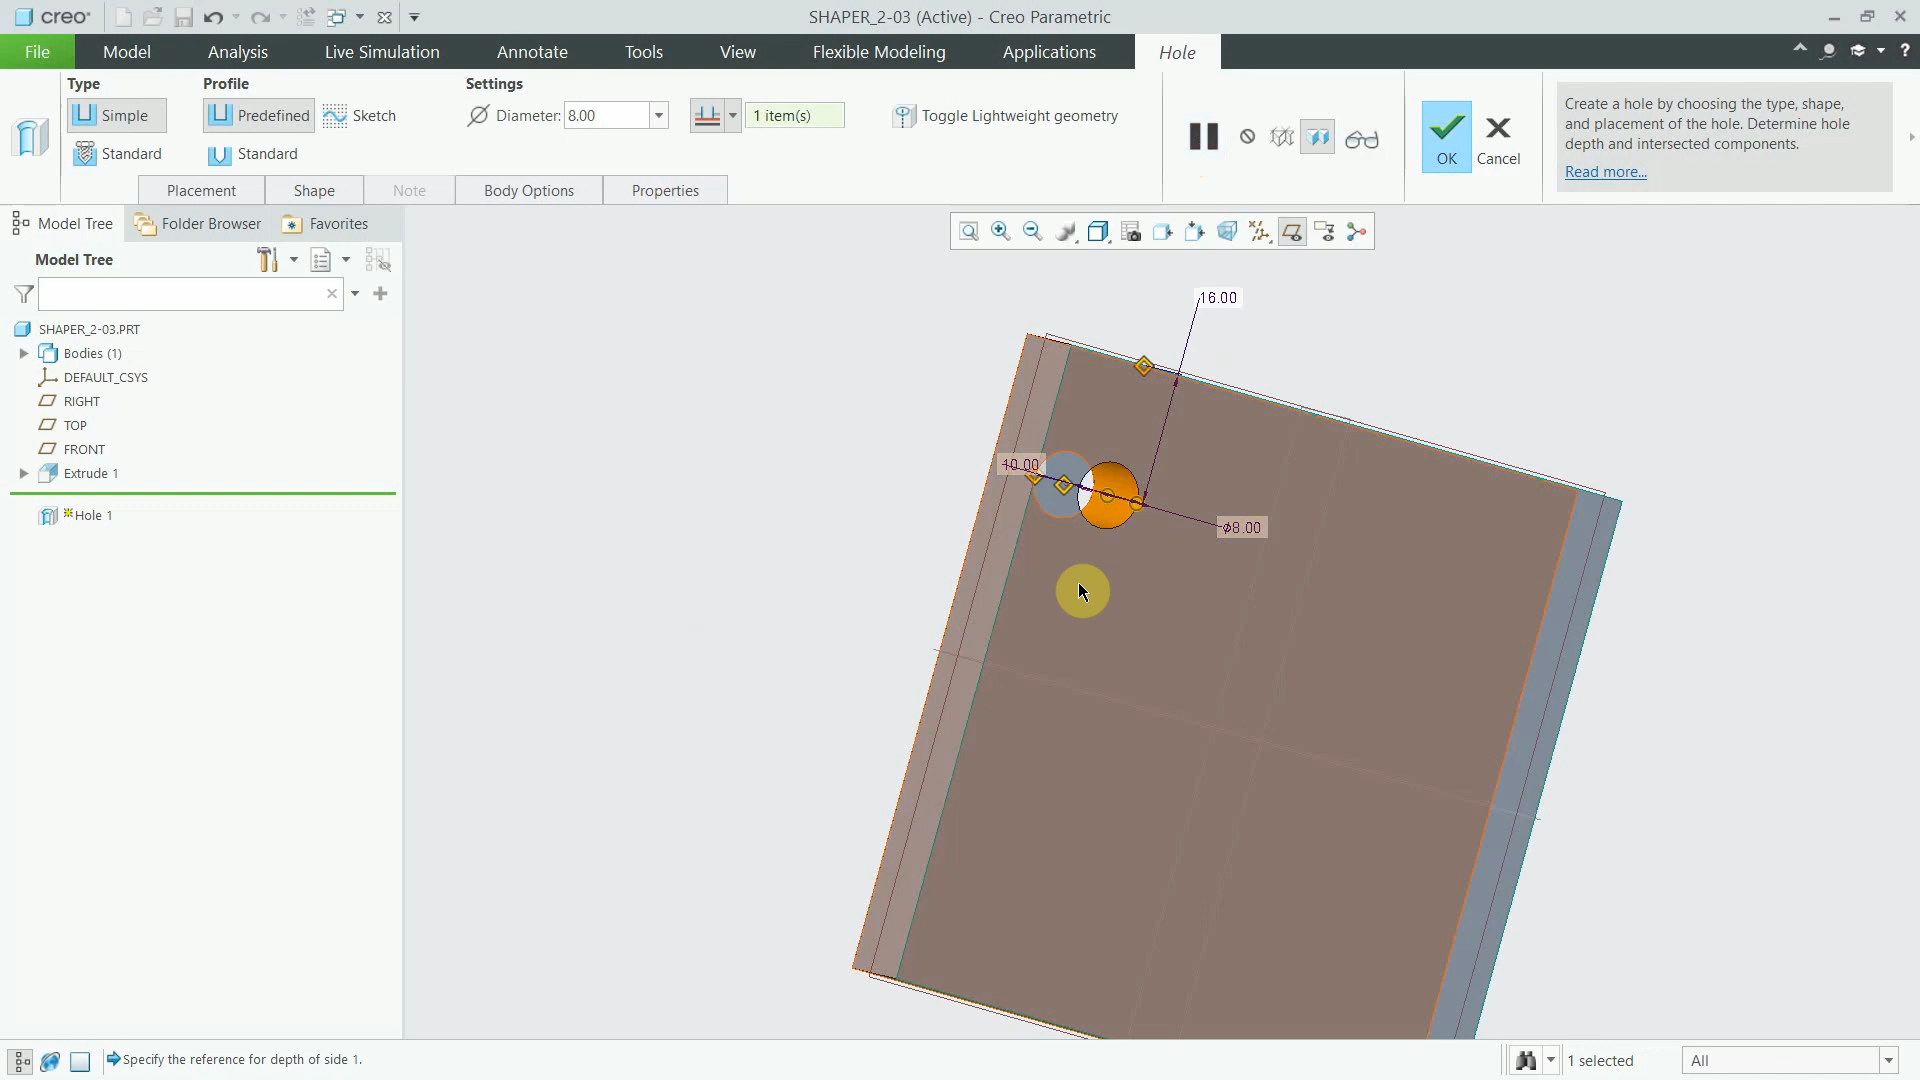 creo
SHAPER_2-03 (Active) - Creo Parametric
File
Model
Analysis
Live Simulation
Annotate
Tools
View
Flexible Modeling
Applications
Hole
?
Type
Profile
Settings
Simple
Predefined
Sketch
Diameter:
8.00
1 item(s)
Toggle Lightweight geometry
OK
Cancel
Create a hole by choosing the type, shape,
and placement of the hole. Determine hole
depth and intersected components.
Read more...
Standard
Standard
Placement
Shape
Note
Body Options
Properties
Model Tree
Folder Browser
Favorites
Model Tree
SHAPER_2-03.PRT
Bodies (1)
DEFAULT_CSYS
RIGHT
TOP
FRONT
Extrude 1
Hole 1
16.00
10.00
⌀8.00
Specify the reference for depth of side 1.
1 selected
All